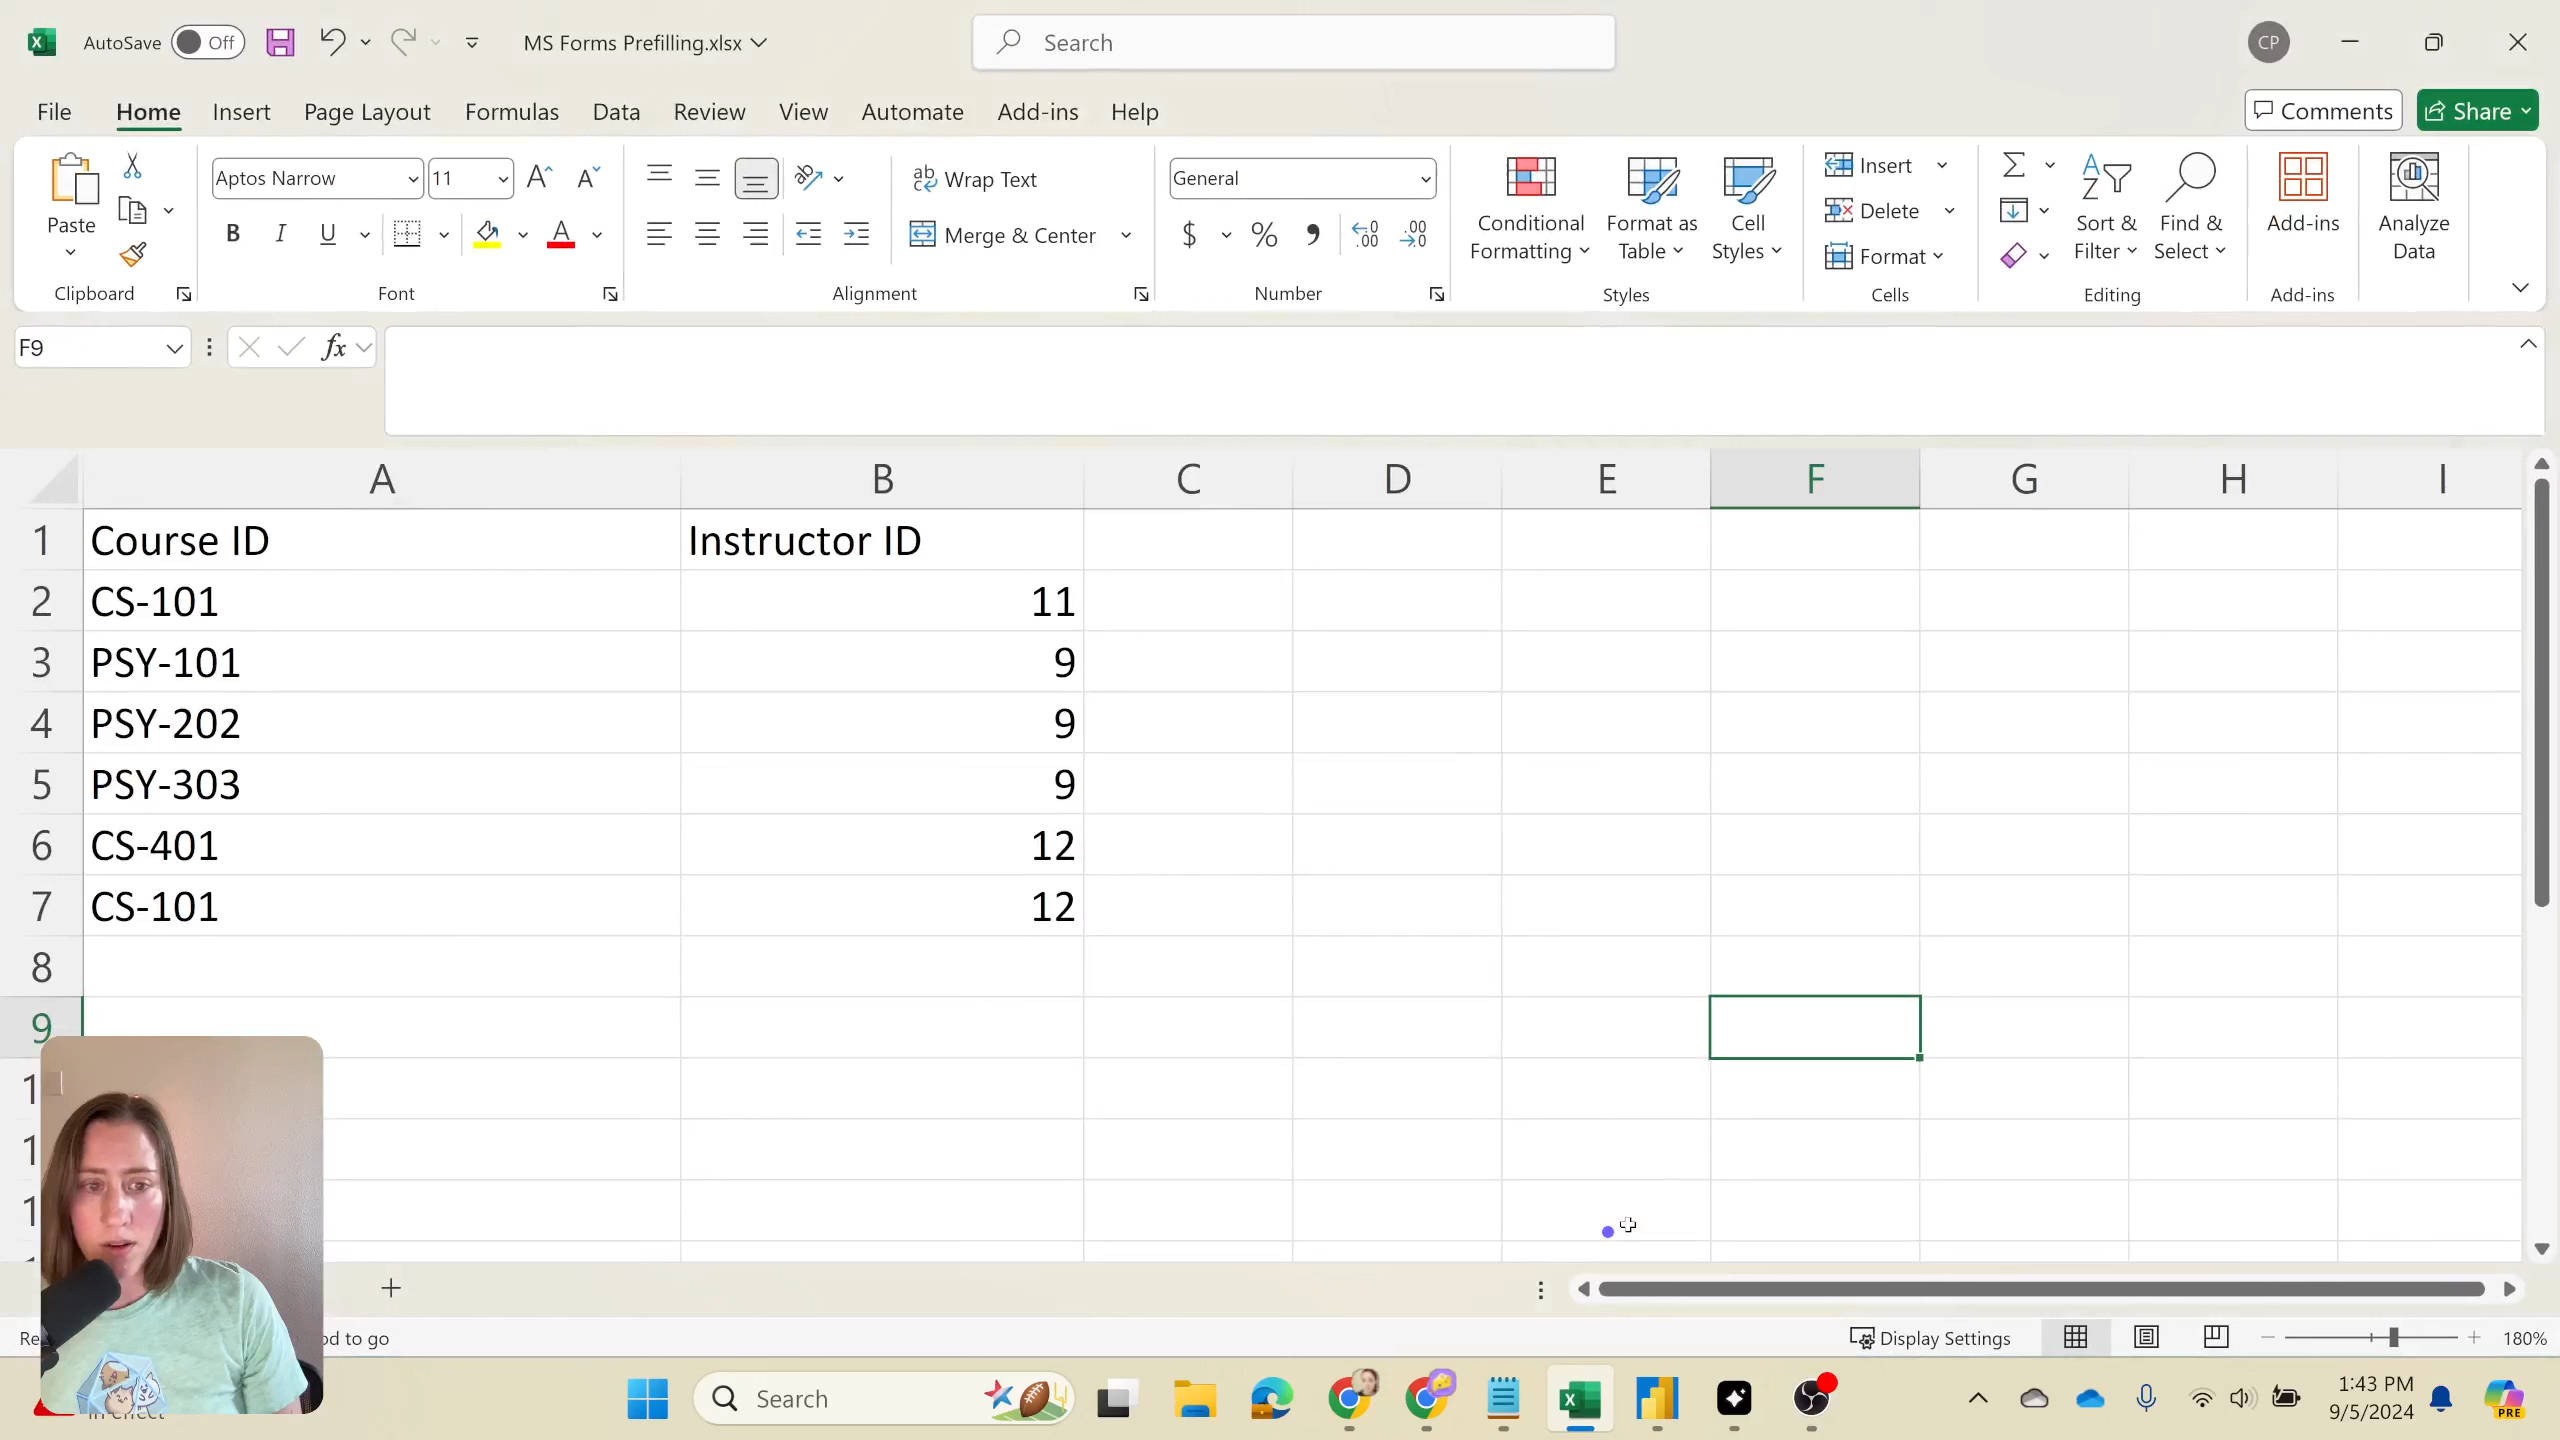 AutoSave Off MS Forms Prefilling.xlsx Search CP
File Home Insert Page Layout Formulas Data Review View Automate Add-ins Help Comments Share
Paste
Clipboard
Aptos Narrow 11
B I U
Font
Wrap Text
Merge & Center
Alignment
General
$ % 9
Number
Conditional Formatting
Format as Table
Cell Styles
Styles
Insert
Delete
Format
Cells
Sort & Filter
Find & Select
Editing
Add-ins
Add-ins
Analyze Data
F9 fx
A B C D E F G H I
1 Course ID Instructor ID
2 CS-101 11
3 PSY-101 9
4 PSY-202 9
5 PSY-303 9
6 CS-401 12
7 CS-101 12
8
9
Display Settings 180%
to go
Search
1:43 PM
9/5/2024
PRE